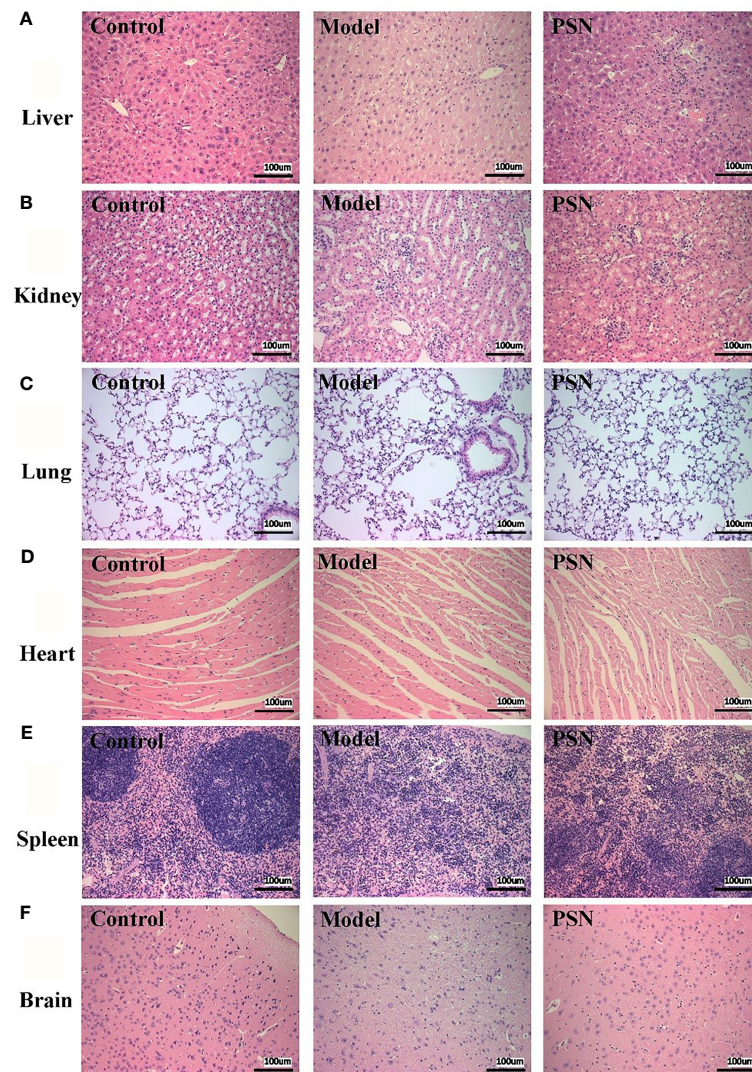 A
Control
Model
PSN
Liver
100um
100um
100um
B
Control
Model
PSN
Kidney
100um
100um
100um
C
Control
Model
PSN
Lung
100um
100um
100um
D
Control
Model
PSN
Heart
100um
100um
100um
E
Control
Model
PSN
Spleen
100um
100um
100um
F
Control
Model
PSN
Brain
100um
100um
100um